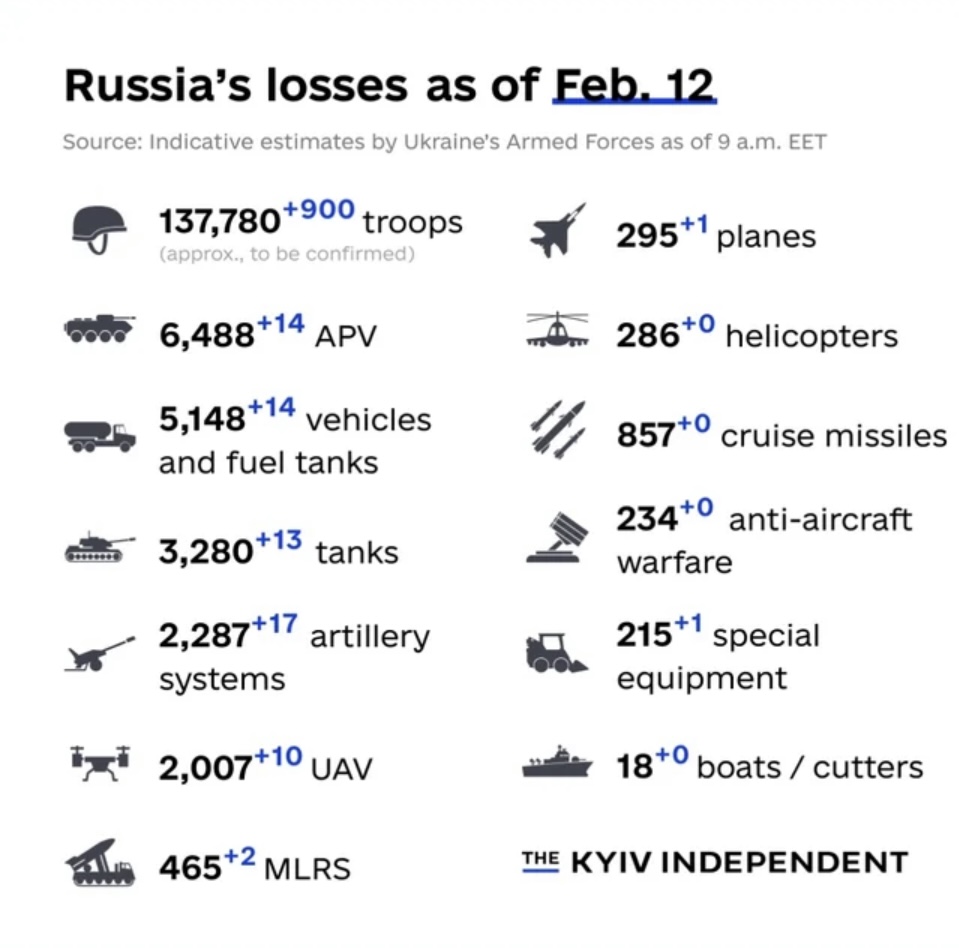 Russia's losses as of Feb. 12
Source: Indicative estimates by Ukraine's Armed Forces as of 9 a.m. EET
137,780+900 troops
(approx., to be confirmed)
6,488+14 APV
5,148+14 vehicles
and fuel tanks
3,280+13 tanks
2,287+17 artillery
systems
2,007+10 UAV
465+2 MLRS
295+1 planes
286+0 helicopters
857+0 cruise missiles
234+0 anti-aircraft
warfare
215+1 special
equipment
18+0 boats / cutters
THE KYIV INDEPENDENT